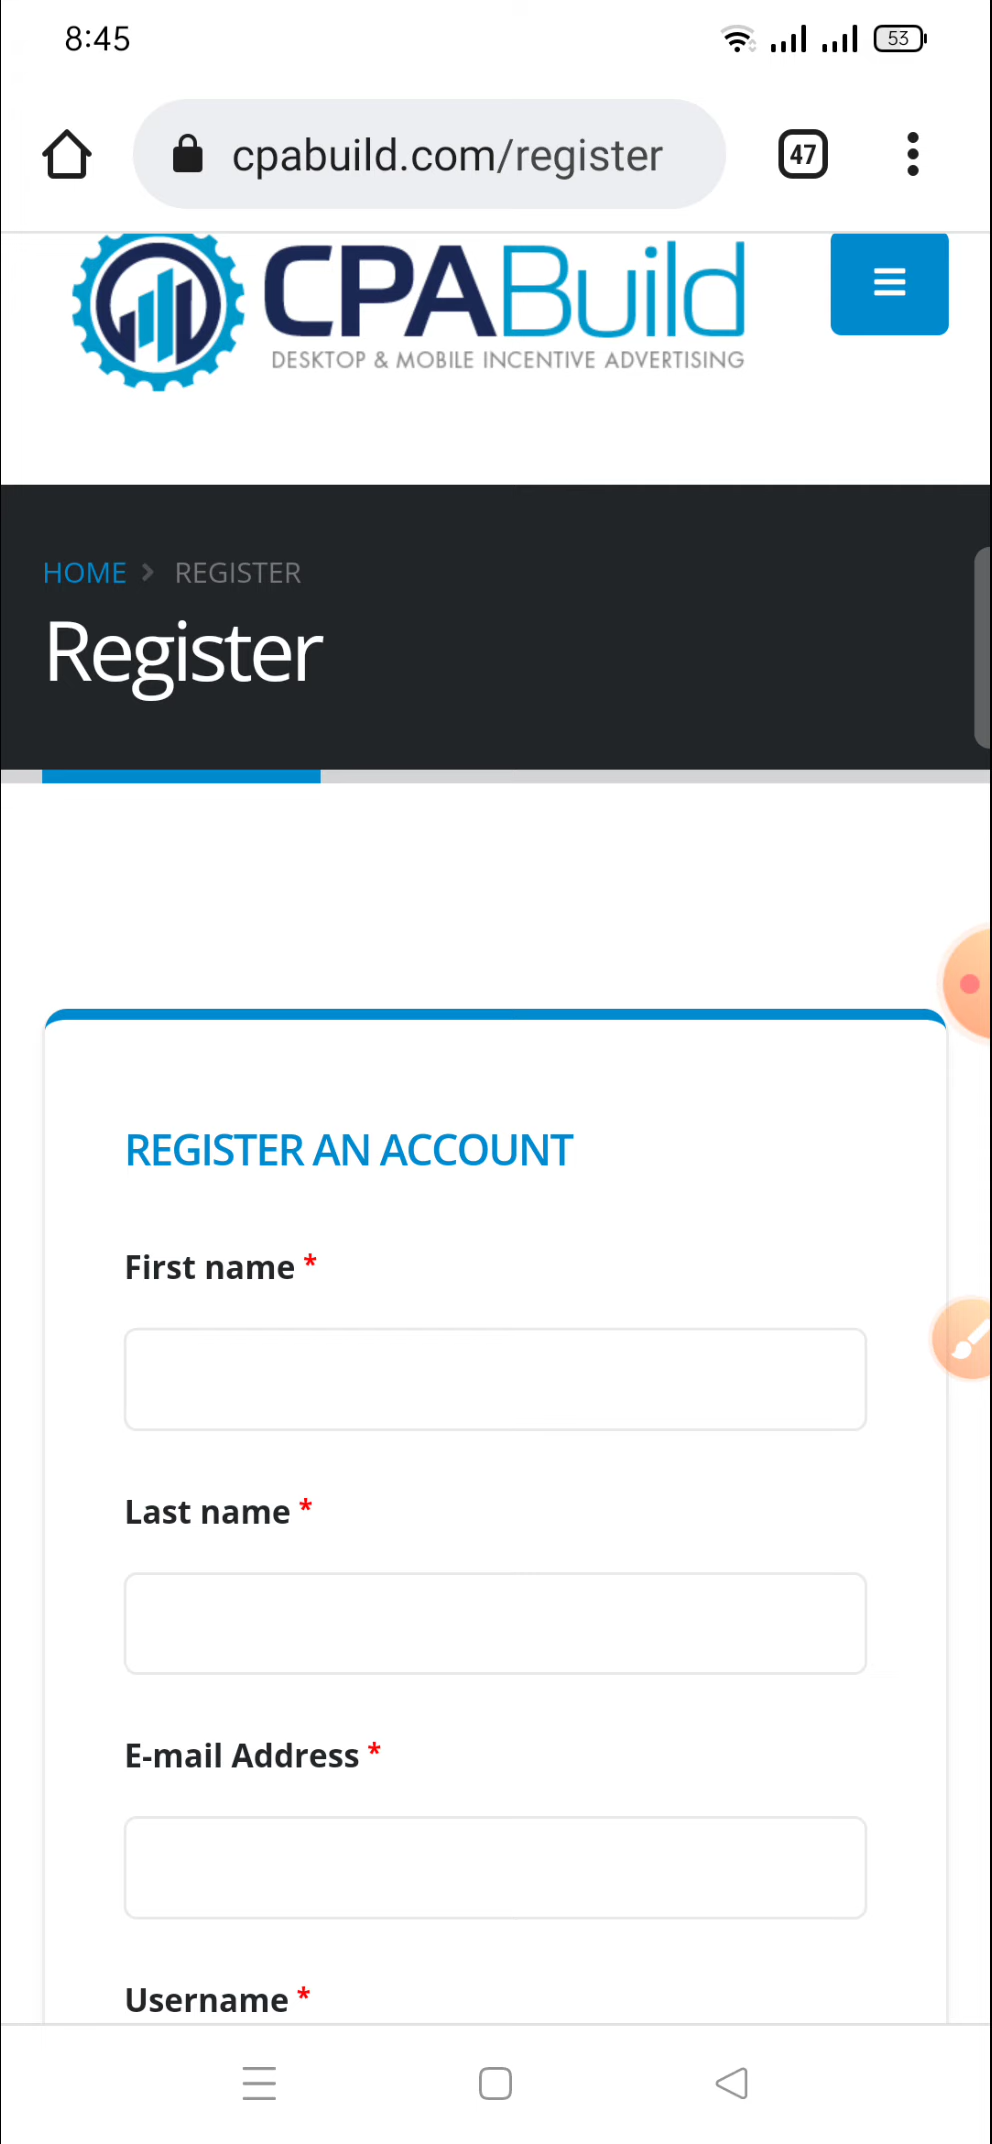 8:45
53
cpabuild.com/register
47
CPABuild
DESKTOP & MOBILE INCENTIVE ADVERTISING
HOME > REGISTER
Register
REGISTER AN ACCOUNT
First name *
Last name *
E-mail Address *
Username *